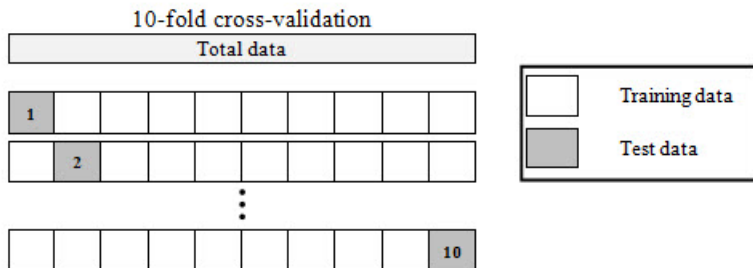 10-fold cross-validation
Total data
1
2
10
Training data
Test data